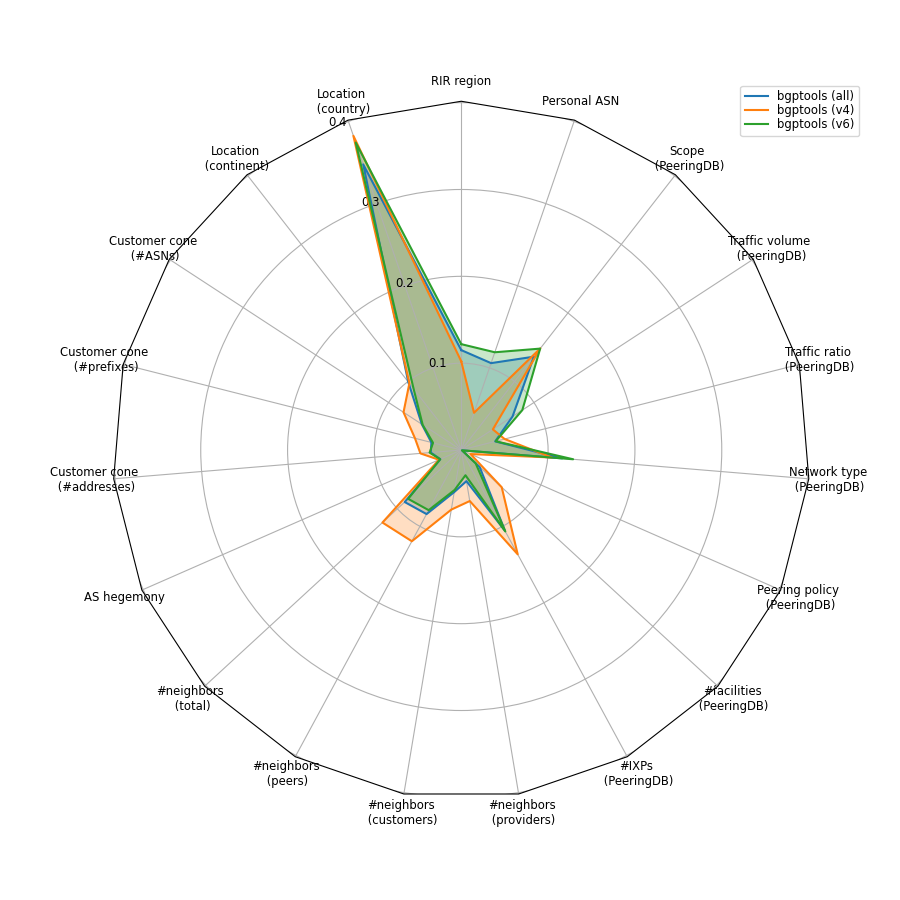 RIR region
Personal ASN
Scope
(PeeringDB)
Traffic volume
(PeeringDB)
Traffic ratio
(PeeringDB)
Network type
(PeeringDB)
Peering policy
(PeeringDB)
#facilities
(PeeringDB)
#IXPs
(PeeringDB)
#neighbors
(providers)
#neighbors
(customers)
#neighbors
(peers)
#neighbors
(total)
AS hegemony
Customer cone
(#addresses)
Customer cone
(#prefixes)
Customer cone
(#ASNs)
Location
(continent)
Location
(country)
0.4
0.3
0.2
0.1
bgptools (all)
bgptools (v4)
bgptools (v6)